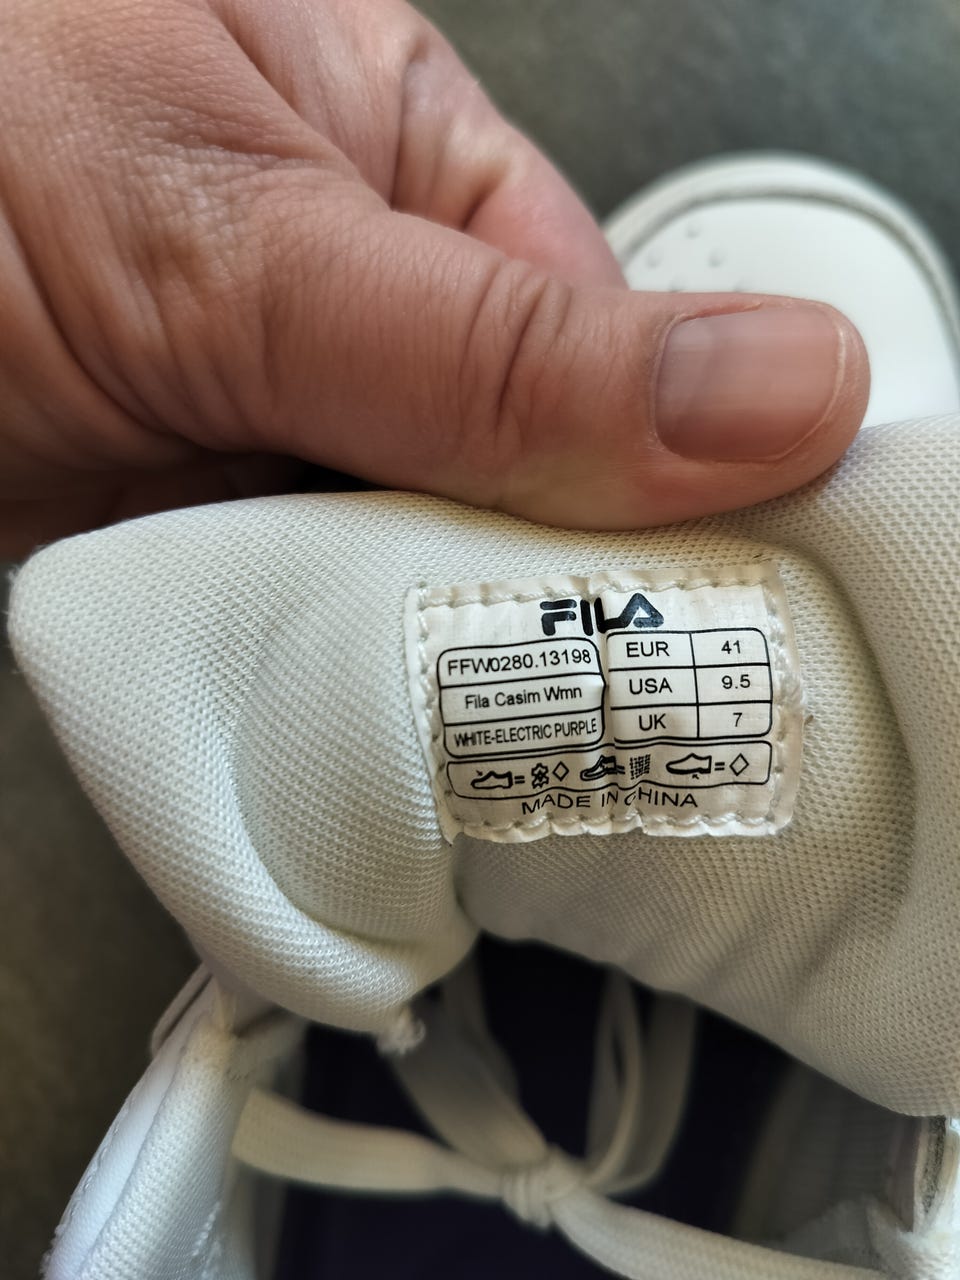 FILA
FFW0280.13198
Fila Casim Wmn
WHITE-ELECTRIC PURPLE
EUR 41
USA 9.5
UK 7
MADE IN CHINA